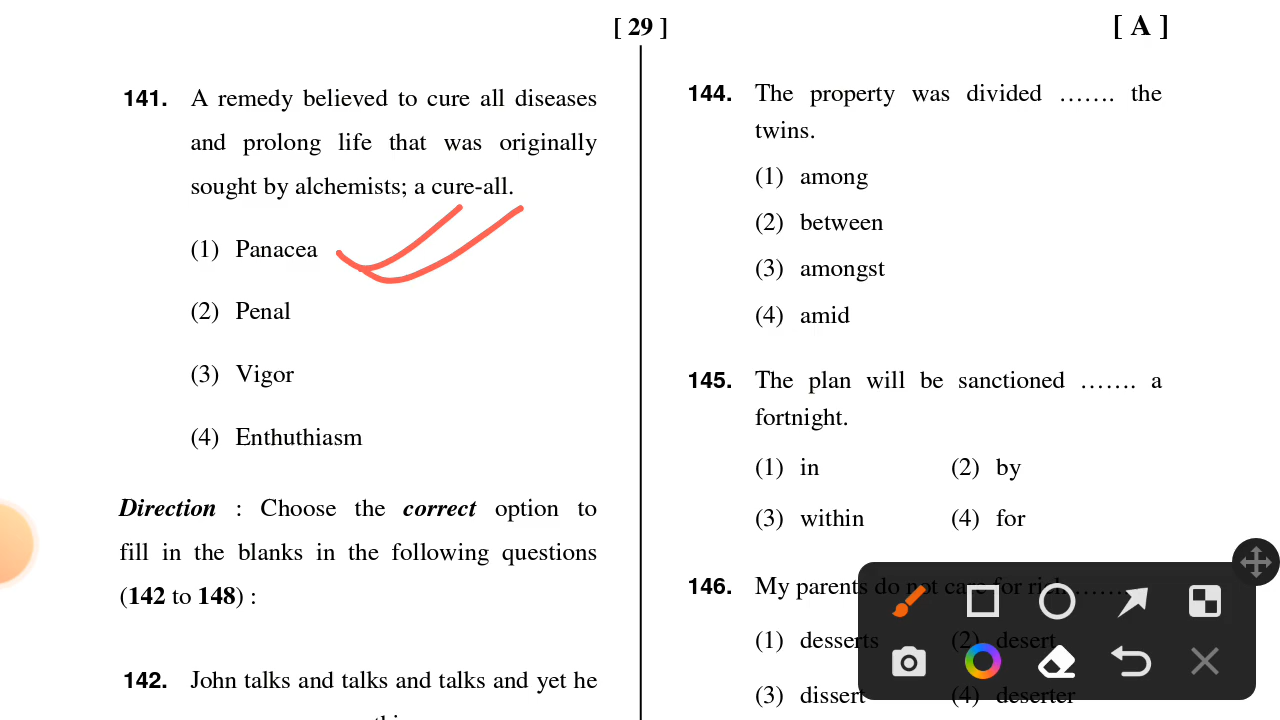 [ 29 ]
[ A ]
141. A remedy believed to cure all diseases
and prolong life that was originally
sought by alchemists; a cure-all.
(1) Panacea
(2) Penal
(3) Vigor
(4) Enthuthiasm
Direction : Choose the correct option to
fill in the blanks in the following questions
(142 to 148) :
142. John talks and talks and talks and yet he
144. The property was divided ……. the
twins.
(1) among
(2) between
(3) amongst
(4) amid
145. The plan will be sanctioned ……. a
fortnight.
(1) in (2) by
(3) within (4) for
146. My parents do not care for rich …….
(1) desserts (2) desert
(3) dissert (4) deserter